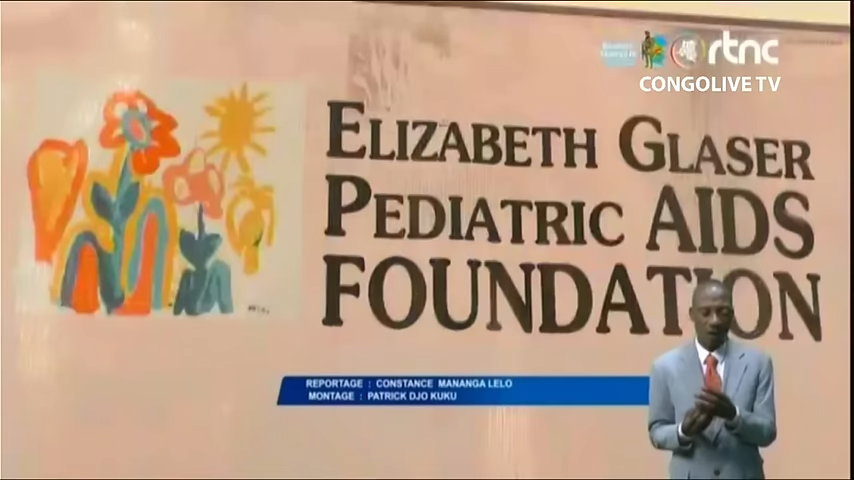 rtnc
CONGOLIVE TV
ELIZABETH GLASER
PEDIATRIC AIDS
FOUNDATION
REPORTAGE : CONSTANCE MANANGA LELO
MONTAGE : PATRICK DJO KUKU